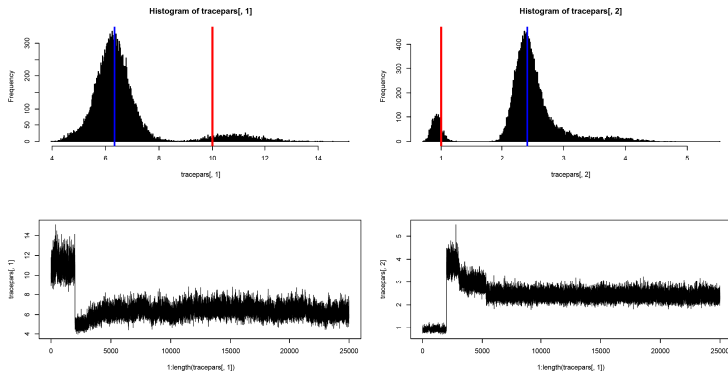 Histogram of tracepars[, 1]
Frequency
0 100 200 300
4 6 8 10 12 14
tracepars[, 1]
Histogram of tracepars[, 2]
Frequency
0 100 200 300 400
1 2 3 4 5
tracepars[, 2]
tracepars[, 1]
4 6 8 10 12 14
0 5000 10000 15000 20000 25000
1:length(tracepars[, 1])
tracepars[, 2]
1 2 3 4 5
0 5000 10000 15000 20000 25000
1:length(tracepars[, 1])